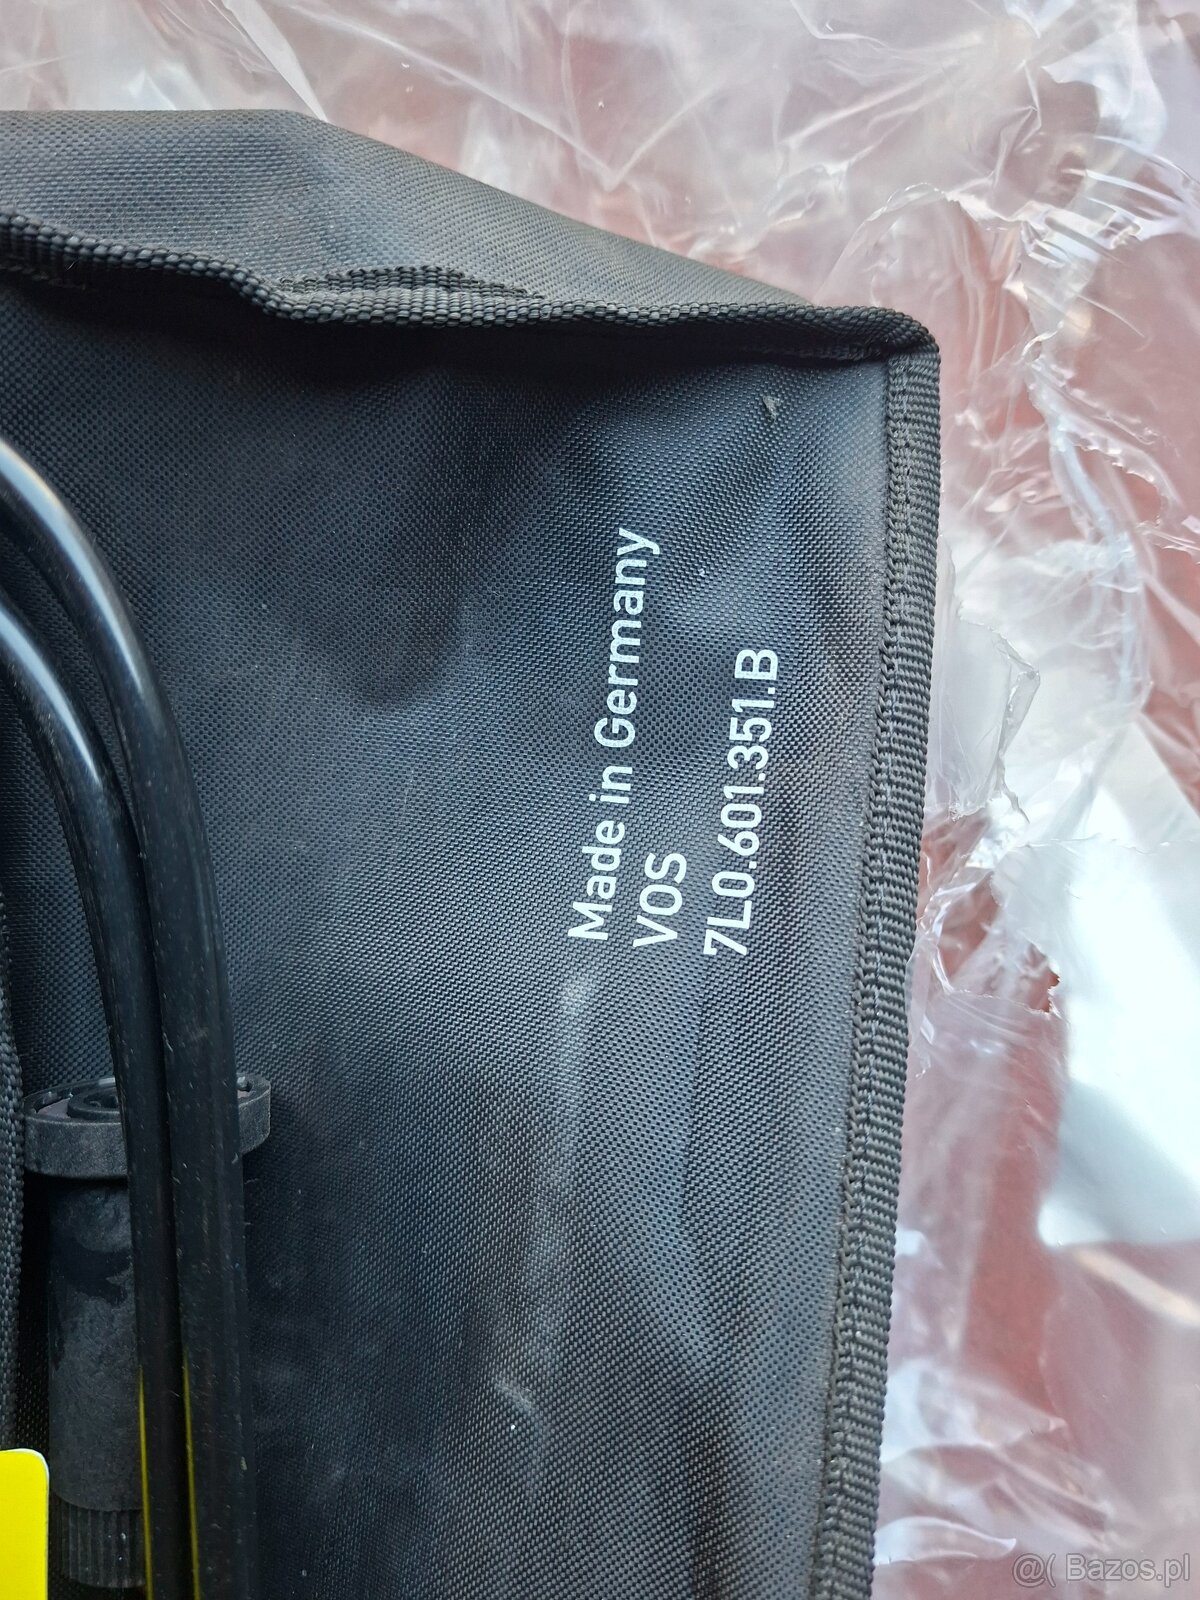 Made in Germany
VOS
7L0.601.351.B
@( Bazos.pl